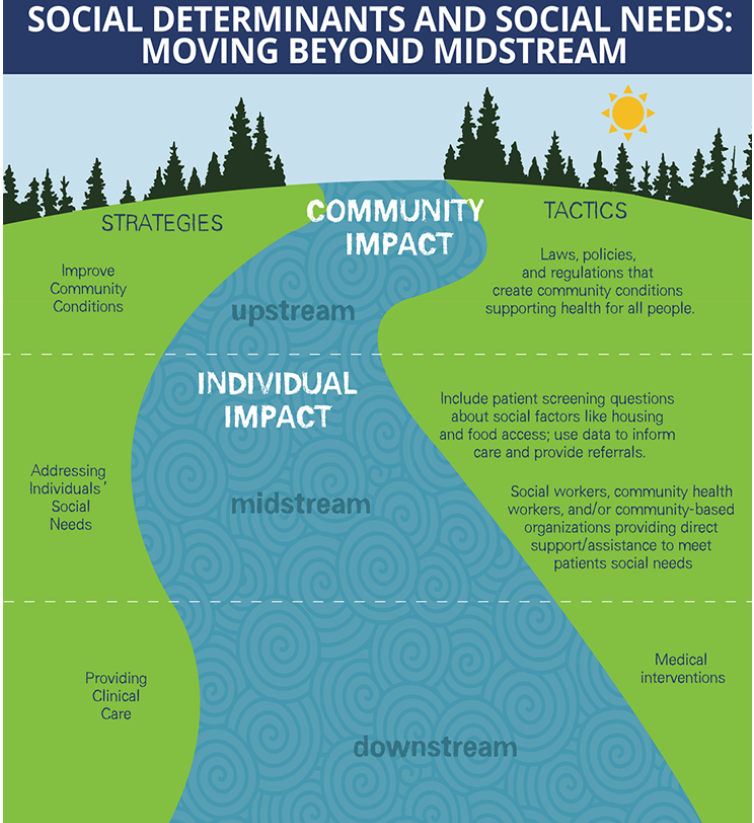 SOCIAL DETERMINANTS AND SOCIAL NEEDS:
MOVING BEYOND MIDSTREAM
STRATEGIES
COMMUNITY
IMPACT
TACTICS
Improve
Community
Conditions
upstream
Laws, policies,
and regulations that
create community conditions
supporting health for all people.
INDIVIDUAL
IMPACT
Addressing
Individuals'
Social
Needs
midstream
Include patient screening questions
about social factors like housing
and food access; use data to inform
care and provide referrals.
Social workers, community health
workers, and/or community-based
organizations providing direct
support/assistance to meet
patients social needs
Providing
Clinical
Care
downstream
Medical
interventions